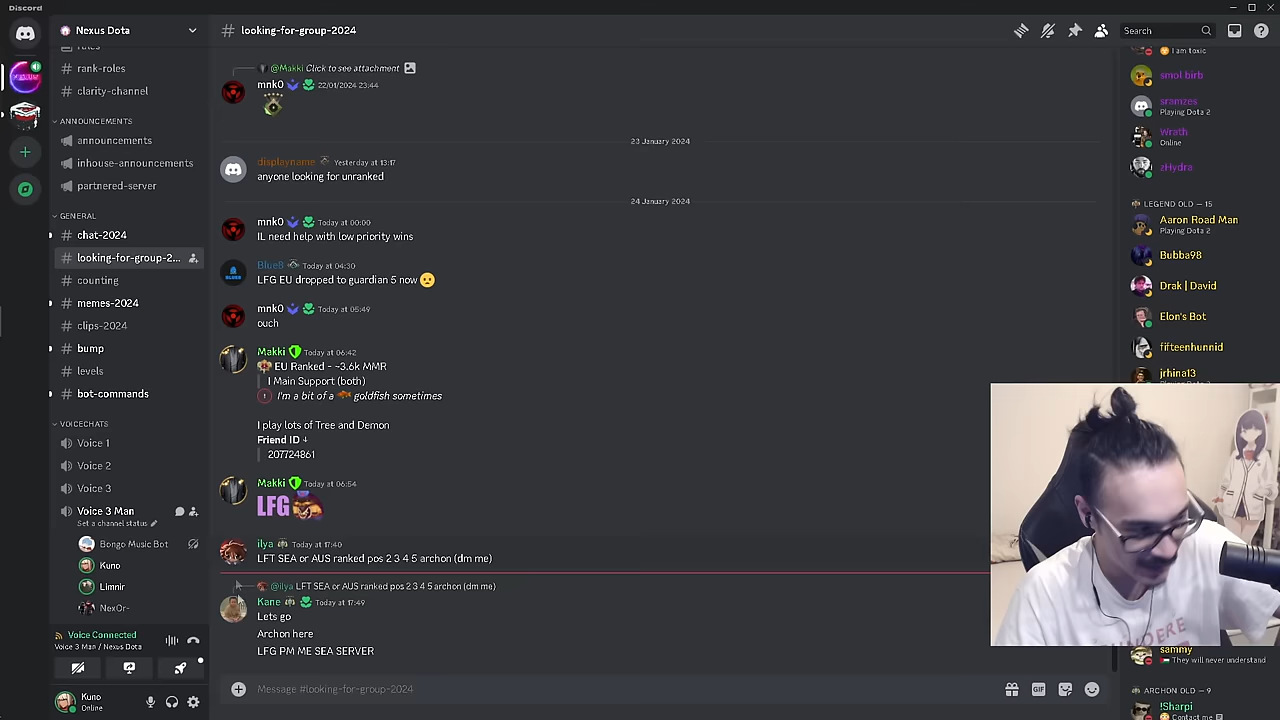 Discord
Nexus Dota
rules
rank-roles
clarity-channel
ANNOUNCEMENTS
announcements
inhouse-announcements
partnered-server
GENERAL
# chat-2024
# looking-for-group-2...
# counting
# memes-2024
# clips-2024
# bump
# levels
# bot-commands
VOICECHATS
Voice 1
Voice 2
Voice 3
Voice 3 Man
Set a channel status
Bongo Music Bot
Kuno
Limnir
NexOr-
Voice Connected
Voice 3 Man / Nexus Dota
Kuno
Online
# looking-for-group-2024
Search
@Makki Click to see attachment
mnk0 22/01/2024 23:44
23 January 2024
displayname Yesterday at 13:17
anyone looking for unranked
24 January 2024
mnk0 Today at 00:00
IL need help with low priority wins
Blue8 Today at 04:30
LFG EU dropped to guardian 5 now
mnk0 Today at 05:49
ouch
Makki Today at 06:42
EU Ranked - ~3.6k MMR
I Main Support (both)
I'm a bit of a goldfish sometimes
I play lots of Tree and Demon
Friend ID
207724861
Makki Today at 06:54
LFG
ilya Today at 17:40
LFT SEA or AUS ranked pos 2 3 4 5 archon (dm me)
@ilya LFT SEA or AUS ranked pos 2 3 4 5 archon (dm me)
Kane Today at 17:49
Lets go
Archon here
LFG PM ME SEA SERVER
Message #looking-for-group-2024
GIF
I am toxic
smol birb
sramzes
Playing Dota 2
Wrath
Online
zHydra
LEGEND OLD — 15
Aaron Road Man
Playing Dota 2
Bubba98
Drak | David
Elon's Bot
fifteenhunnid
jrhina13
sammy
They will never understand
ARCHON OLD — 9
!Sharpi
Contact me